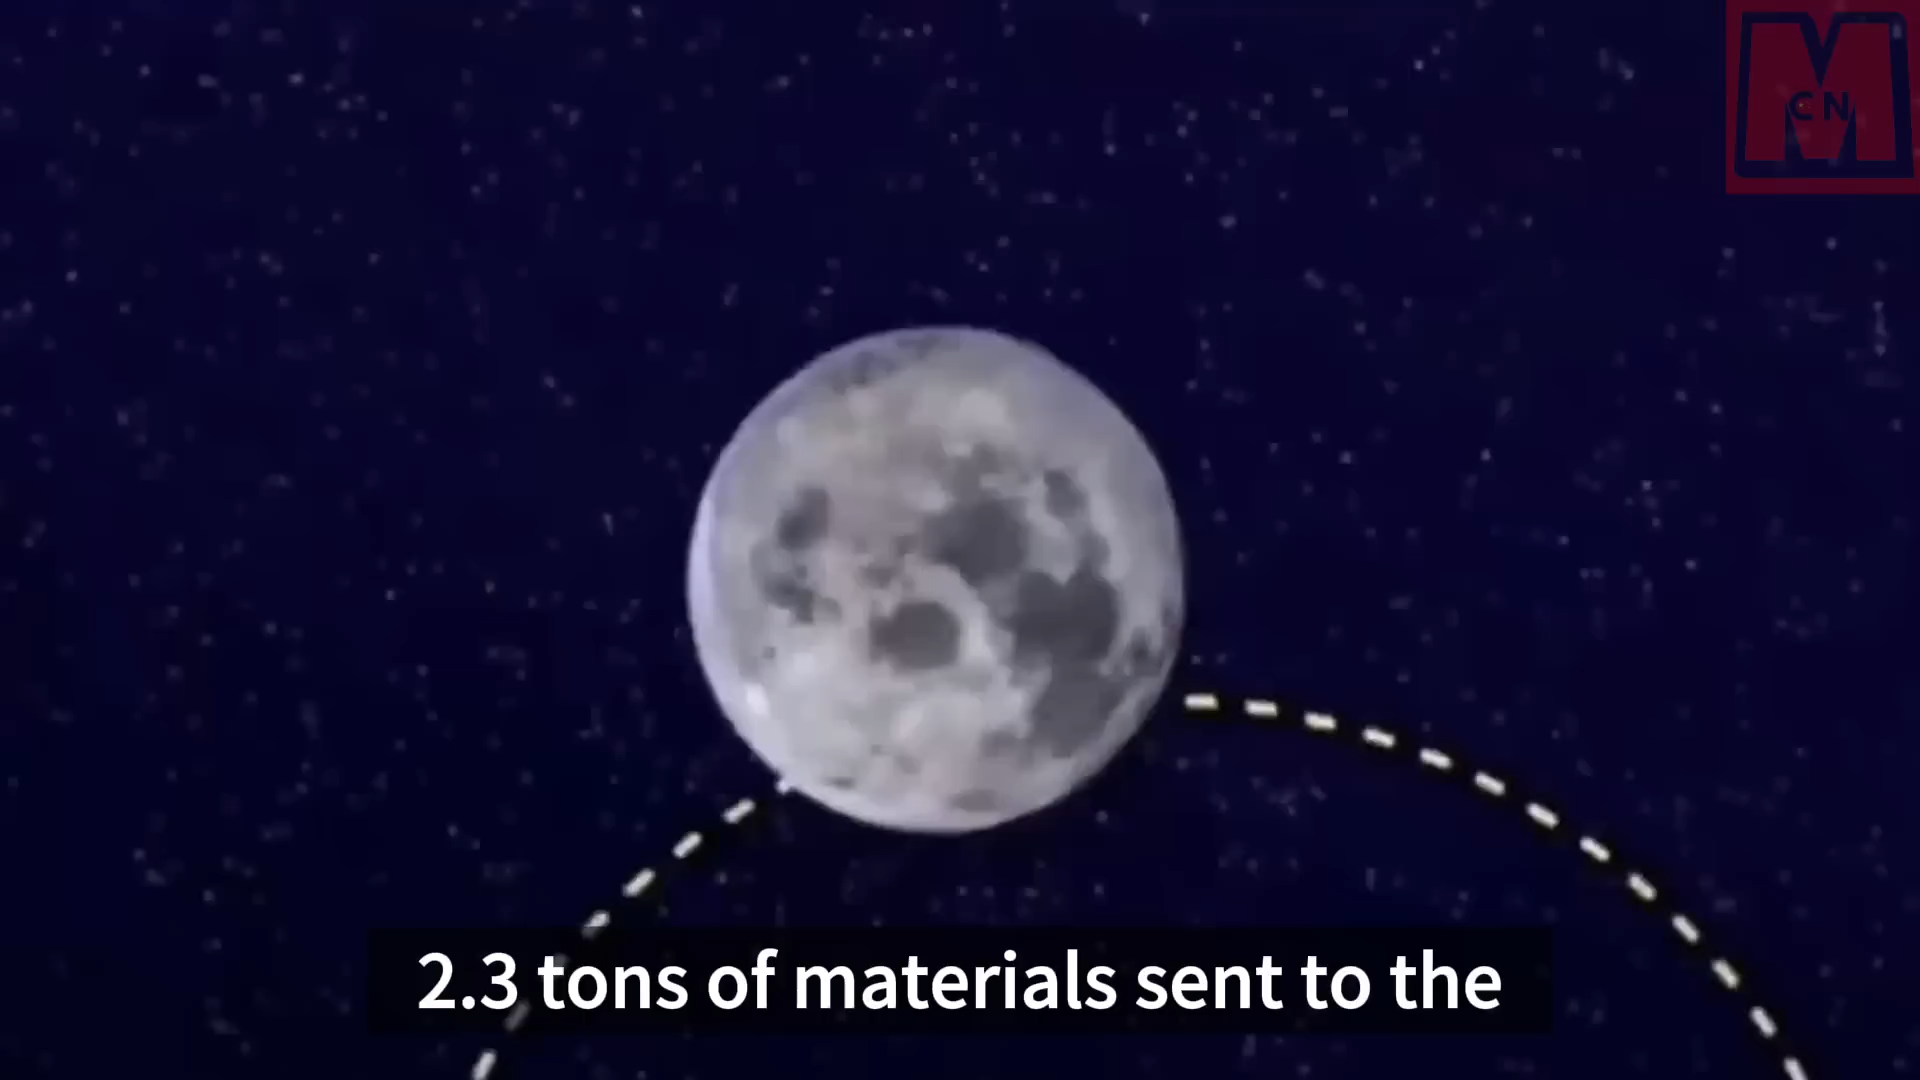 M
CN
2.3 tons of materials sent to the